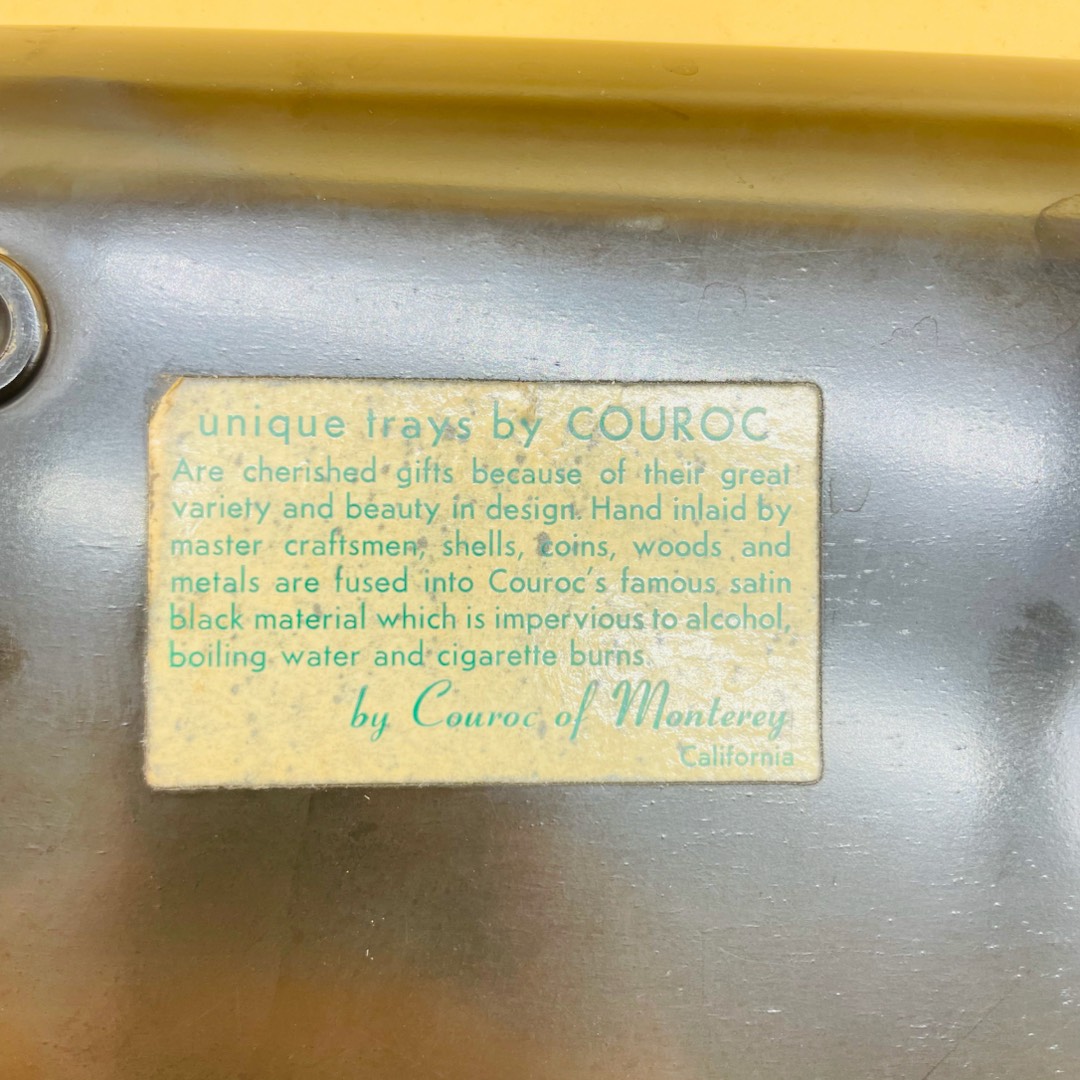 unique trays by COUROC
Are cherished gifts because of their great
variety and beauty in design. Hand inlaid by
master craftsmen, shells, coins, woods and
metals are fused into Couroc's famous satin
black material which is impervious to alcohol,
boiling water and cigarette burns.
by Couroc of Monterey
California